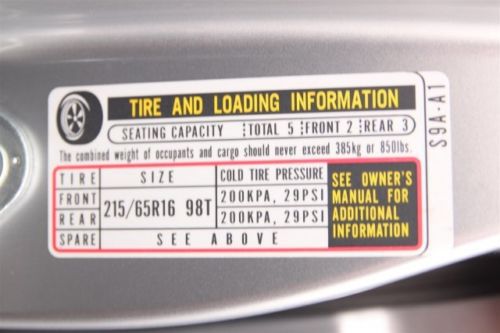 TIRE AND LOADING INFORMATION
SEATING CAPACITY TOTAL 5 FRONT 2 REAR 3
The combined weight of occupants and cargo should never exceed 385kg or 850lbs.
TIRE SIZE COLD TIRE PRESSURE
FRONT 215/65R16 98T 200KPA, 29PSI
REAR 200KPA, 29PSI
SPARE SEE ABOVE
SEE OWNER'S
MANUAL FOR
ADDITIONAL
INFORMATION
S9A-A1